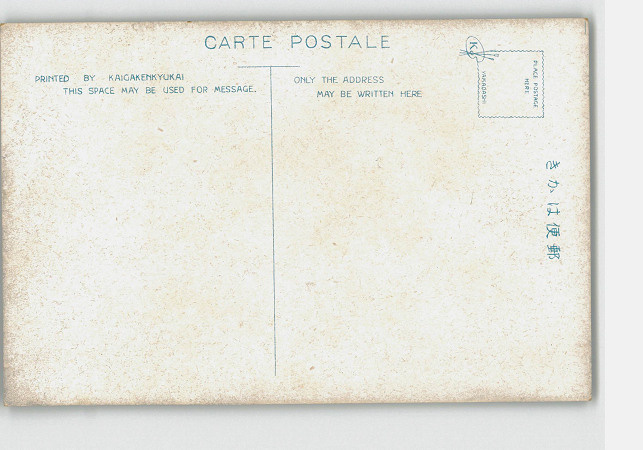 CARTE POSTALE
PRINTED BY KAIGAKENKYUKAI
THIS SPACE MAY BE USED FOR MESSAGE.
ONLY THE ADDRESS
MAY BE WRITTEN HERE
K
PLACE POSTAGE
HERE
WAKABASHI
きかは便郵